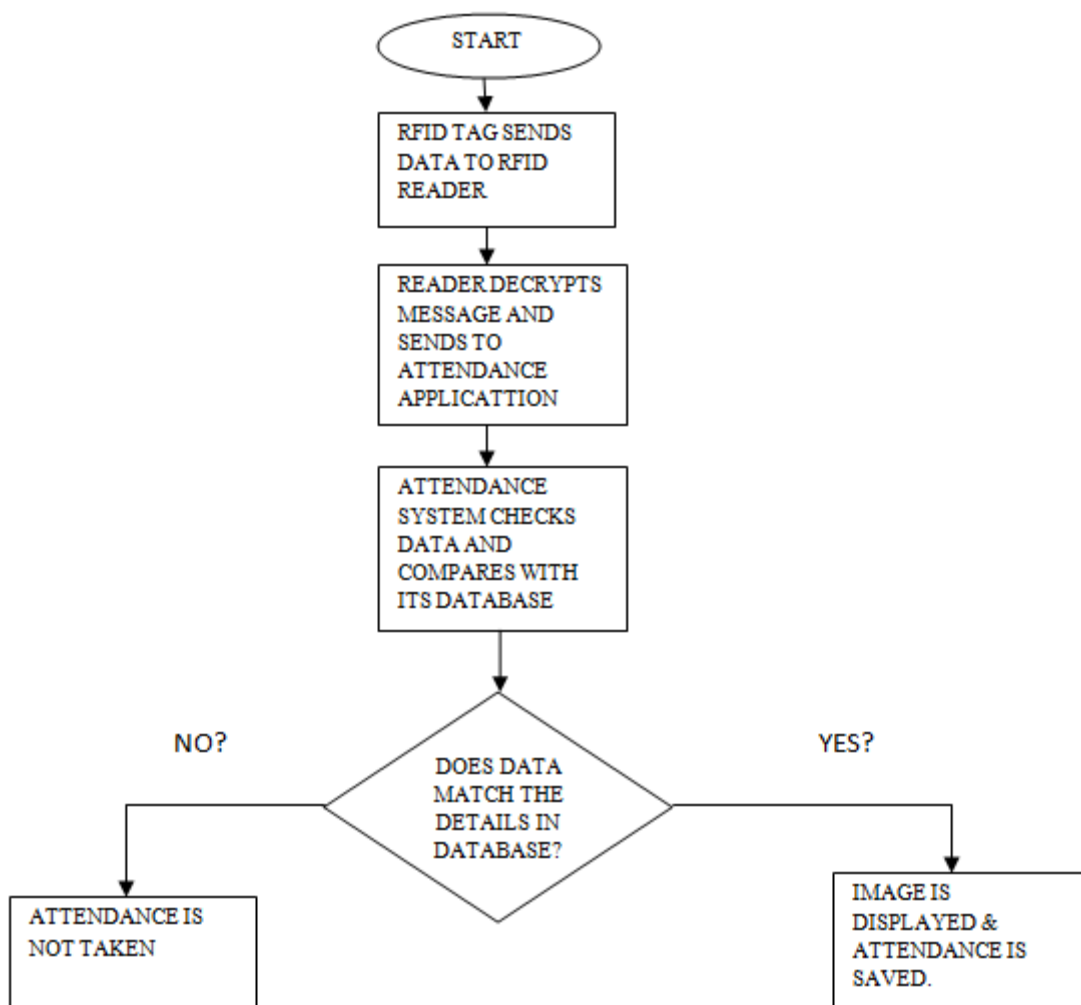 START
RFID TAG SENDS
DATA TO RFID
READER
READER DECRYPTS
MESSAGE AND
SENDS TO
ATTENDANCE
APPLICATTION
ATTENDANCE
SYSTEM CHECKS
DATA AND
COMPARES WITH
ITS DATABASE
NO?
YES?
DOES DATA
MATCH THE
DETAILS IN
DATABASE?
ATTENDANCE IS
NOT TAKEN
IMAGE IS
DISPLAYED &
ATTENDANCE IS
SAVED.